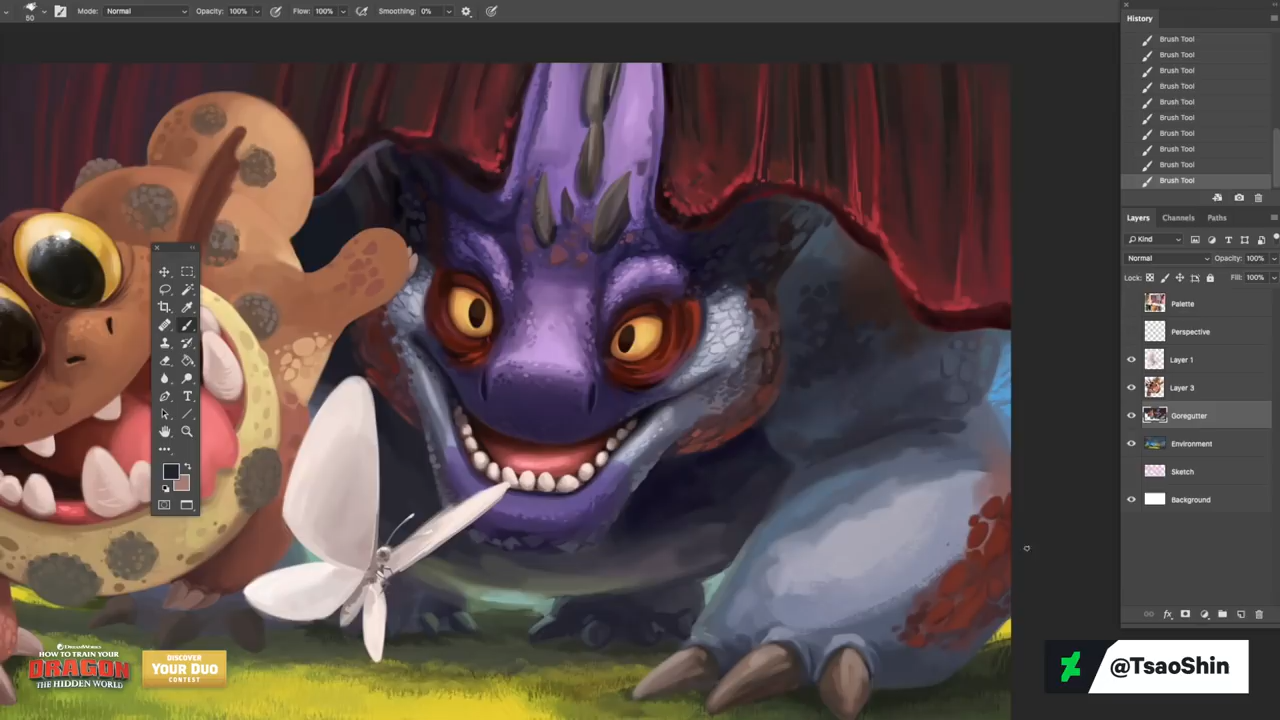 50
Mode: Normal
Opacity: 100%
Flow: 100%
Smoothing: 0%
History
Brush Tool
Brush Tool
Brush Tool
Brush Tool
Brush Tool
Brush Tool
Brush Tool
Brush Tool
Brush Tool
Brush Tool
Layers Channels Paths
Kind
Normal Opacity: 100%
Lock: Fill: 100%
Palette
Perspective
Layer 1
Layer 3
Goregutter
Environment
Sketch
Background
DREAMWORKS
HOW TO TRAIN YOUR
DRAGON
THE HIDDEN WORLD
DISCOVER
YOUR DUO
CONTEST
@TsaoShin